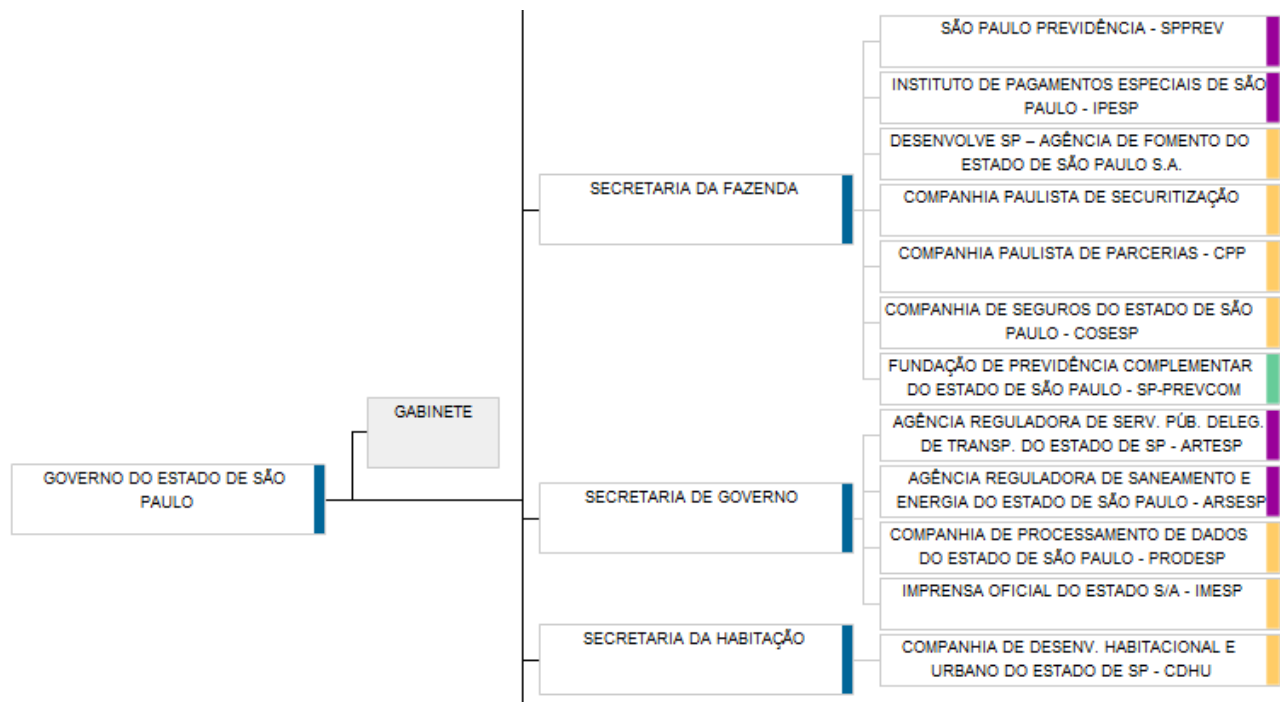 SÃO PAULO PREVIDÊNCIA - SPPREV
INSTITUTO DE PAGAMENTOS ESPECIAIS DE SÃO
PAULO - IPESP
DESENVOLVE SP – AGÊNCIA DE FOMENTO DO
ESTADO DE SÃO PAULO S.A.
SECRETARIA DA FAZENDA
COMPANHIA PAULISTA DE SECURITIZAÇÃO
COMPANHIA PAULISTA DE PARCERIAS - CPP
COMPANHIA DE SEGUROS DO ESTADO DE SÃO
PAULO - COSESP
FUNDAÇÃO DE PREVIDÊNCIA COMPLEMENTAR
DO ESTADO DE SÃO PAULO - SP-PREVCOM
GABINETE
AGÊNCIA REGULADORA DE SERV. PÚB. DELEG.
DE TRANSP. DO ESTADO DE SP - ARTESP
GOVERNO DO ESTADO DE SÃO
PAULO
SECRETARIA DE GOVERNO
AGÊNCIA REGULADORA DE SANEAMENTO E
ENERGIA DO ESTADO DE SÃO PAULO - ARSESP
COMPANHIA DE PROCESSAMENTO DE DADOS
DO ESTADO DE SÃO PAULO - PRODESP
IMPRENSA OFICIAL DO ESTADO S/A - IMESP
SECRETARIA DA HABITAÇÃO
COMPANHIA DE DESENV. HABITACIONAL E
URBANO DO ESTADO DE SP - CDHU